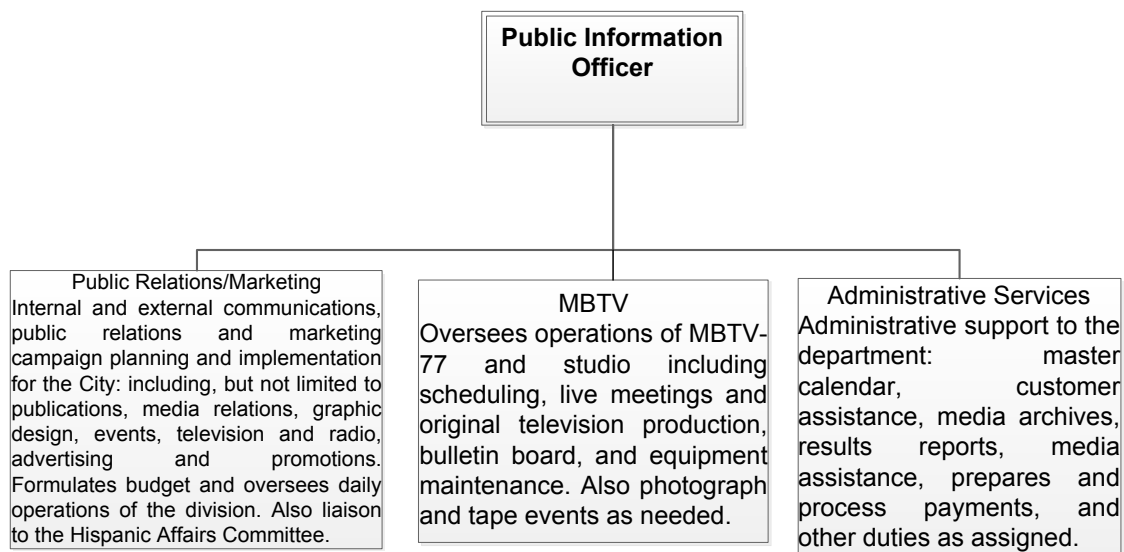 Public Information
Officer
Public Relations/Marketing
Internal and external communications,
public relations and marketing
campaign planning and implementation
for the City: including, but not limited to
publications, media relations, graphic
design, events, television and radio,
advertising and promotions.
Formulates budget and oversees daily
operations of the division. Also liaison
to the Hispanic Affairs Committee.
MBTV
Oversees operations of MBTV-
77 and studio including
scheduling, live meetings and
original television production,
bulletin board, and equipment
maintenance. Also photograph
and tape events as needed.
Administrative Services
Administrative support to the
department: master
calendar, customer
assistance, media archives,
results reports, media
assistance, prepares and
process payments, and
other duties as assigned.